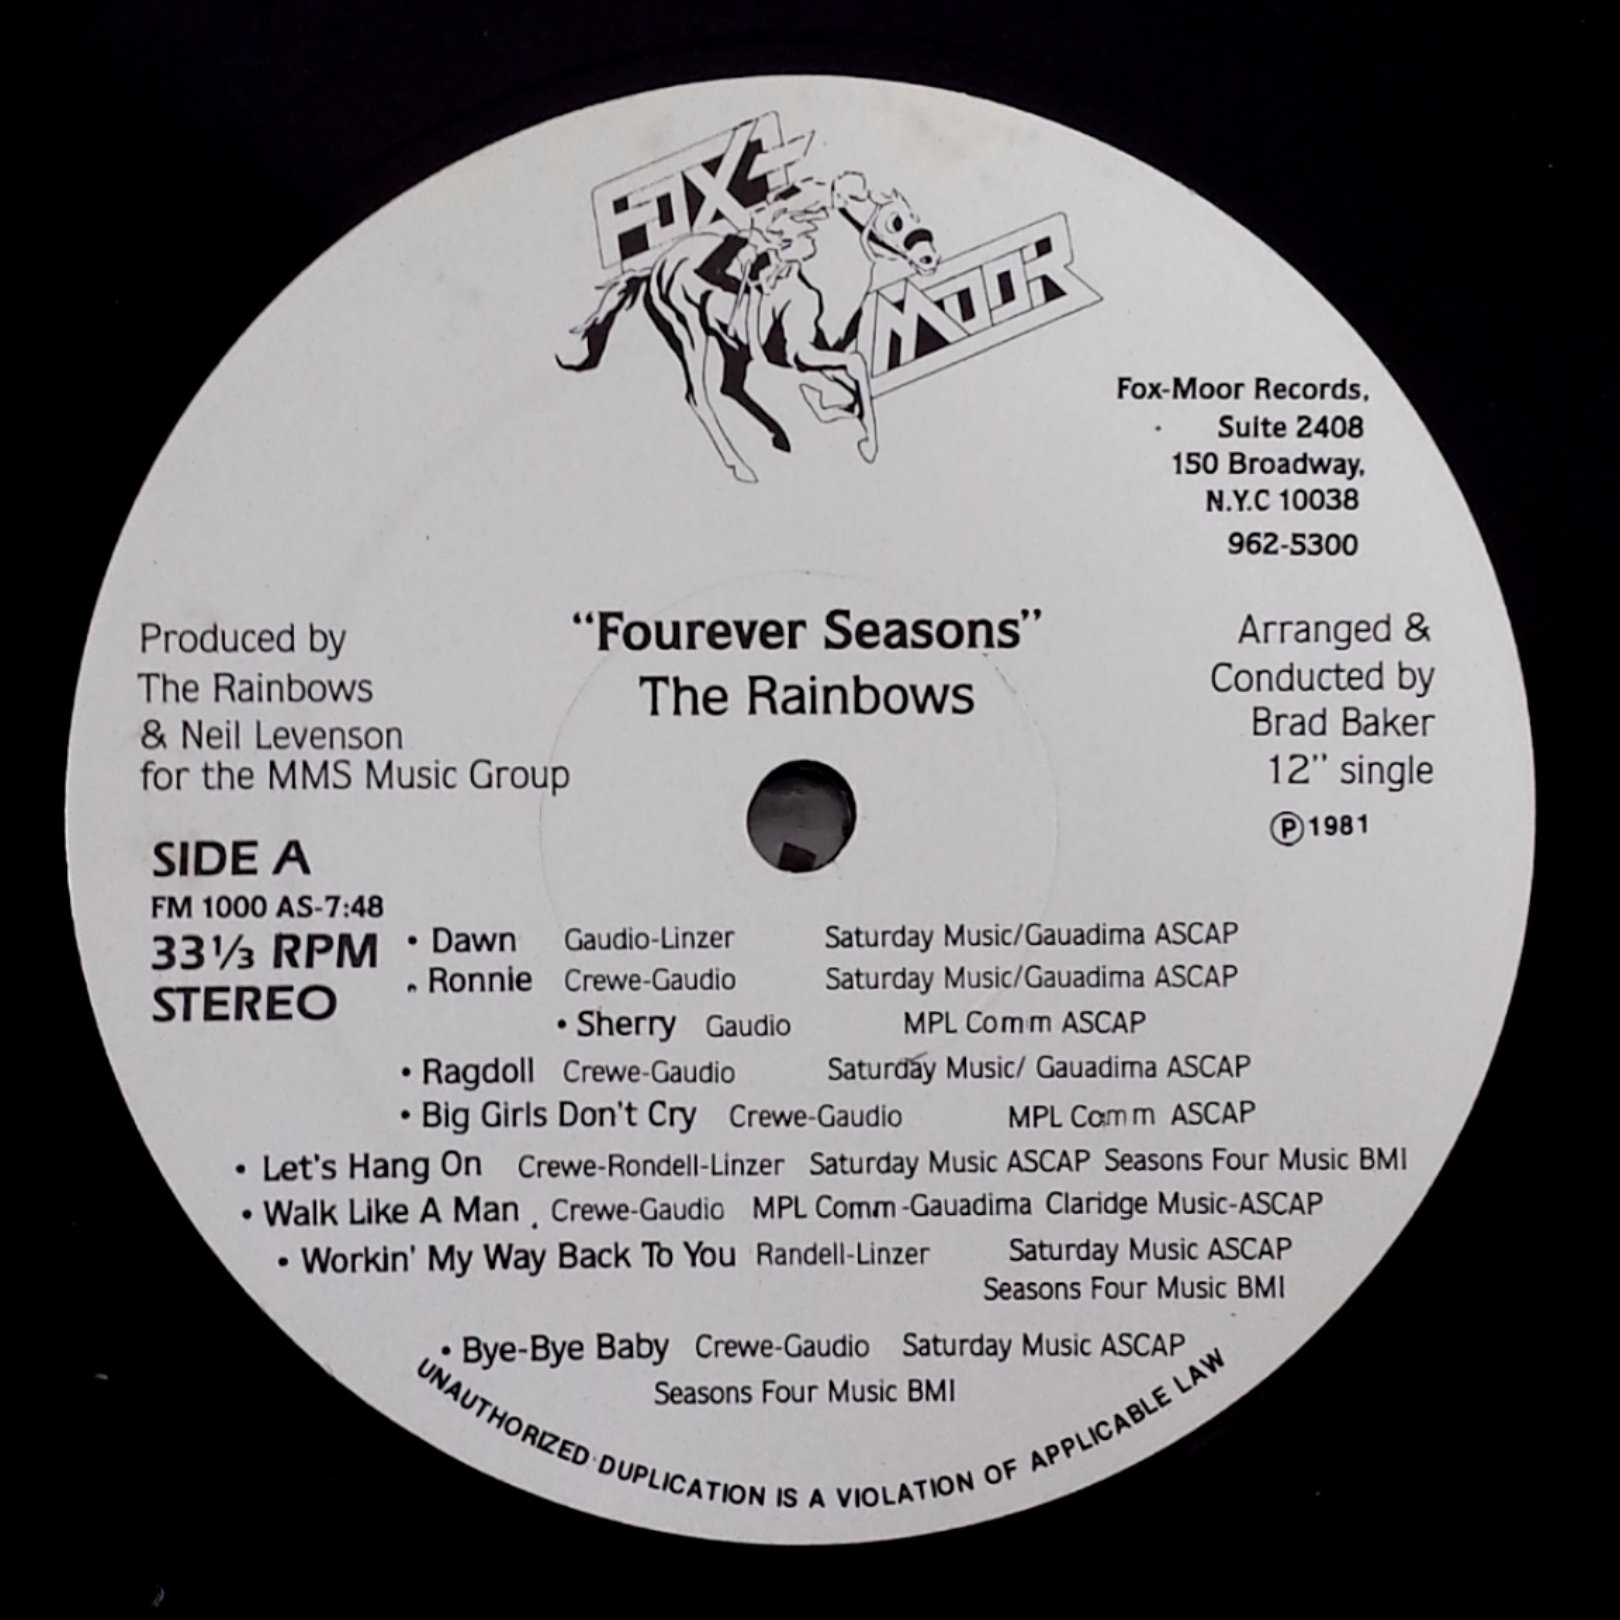 FOX +
MOOR
Fox-Moor Records,
Suite 2408
150 Broadway,
N.Y.C 10038
962-5300
"Fourever Seasons"
The Rainbows
Produced by
The Rainbows
& Neil Levenson
for the MMS Music Group
Arranged &
Conducted by
Brad Baker
12" single
℗1981
SIDE A
FM 1000 AS-7:48
33⅓ RPM
STEREO
• Dawn Gaudio-Linzer Saturday Music/Gauadima ASCAP
• Ronnie Crewe-Gaudio Saturday Music/Gauadima ASCAP
• Sherry Gaudio MPL Comm ASCAP
• Ragdoll Crewe-Gaudio Saturday Music/ Gauadima ASCAP
• Big Girls Don't Cry Crewe-Gaudio MPL Comm ASCAP
• Let's Hang On Crewe-Rondell-Linzer Saturday Music ASCAP Seasons Four Music BMI
• Walk Like A Man . Crewe-Gaudio MPL Comm-Gauadima Claridge Music-ASCAP
• Workin' My Way Back To You Randell-Linzer Saturday Music ASCAP
Seasons Four Music BMI
• Bye-Bye Baby Crewe-Gaudio Saturday Music ASCAP
Seasons Four Music BMI
UNAUTHORIZED DUPLICATION IS A VIOLATION OF APPLICABLE LAW